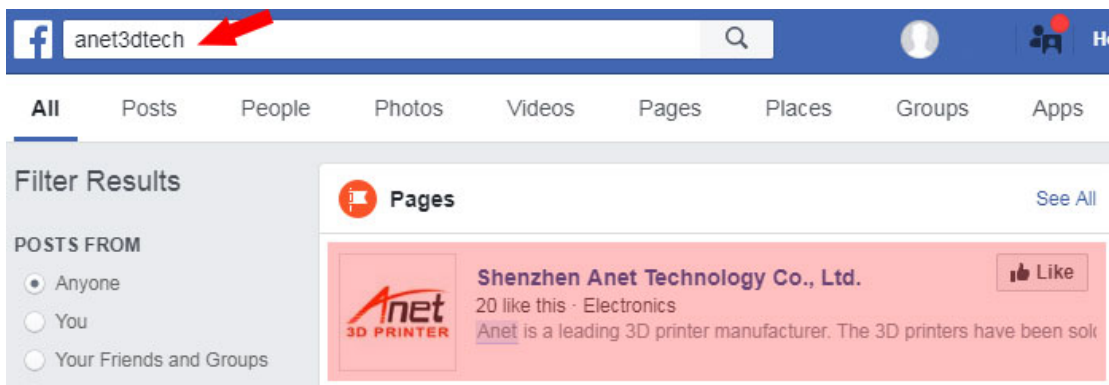 f anet3dtech
All Posts People Photos Videos Pages Places Groups Apps
Filter Results
POSTS FROM
Anyone
You
Your Friends and Groups
Pages See All
Anet
3D PRINTER
Shenzhen Anet Technology Co., Ltd.
Like
20 like this · Electronics
Anet is a leading 3D printer manufacturer. The 3D printers have been